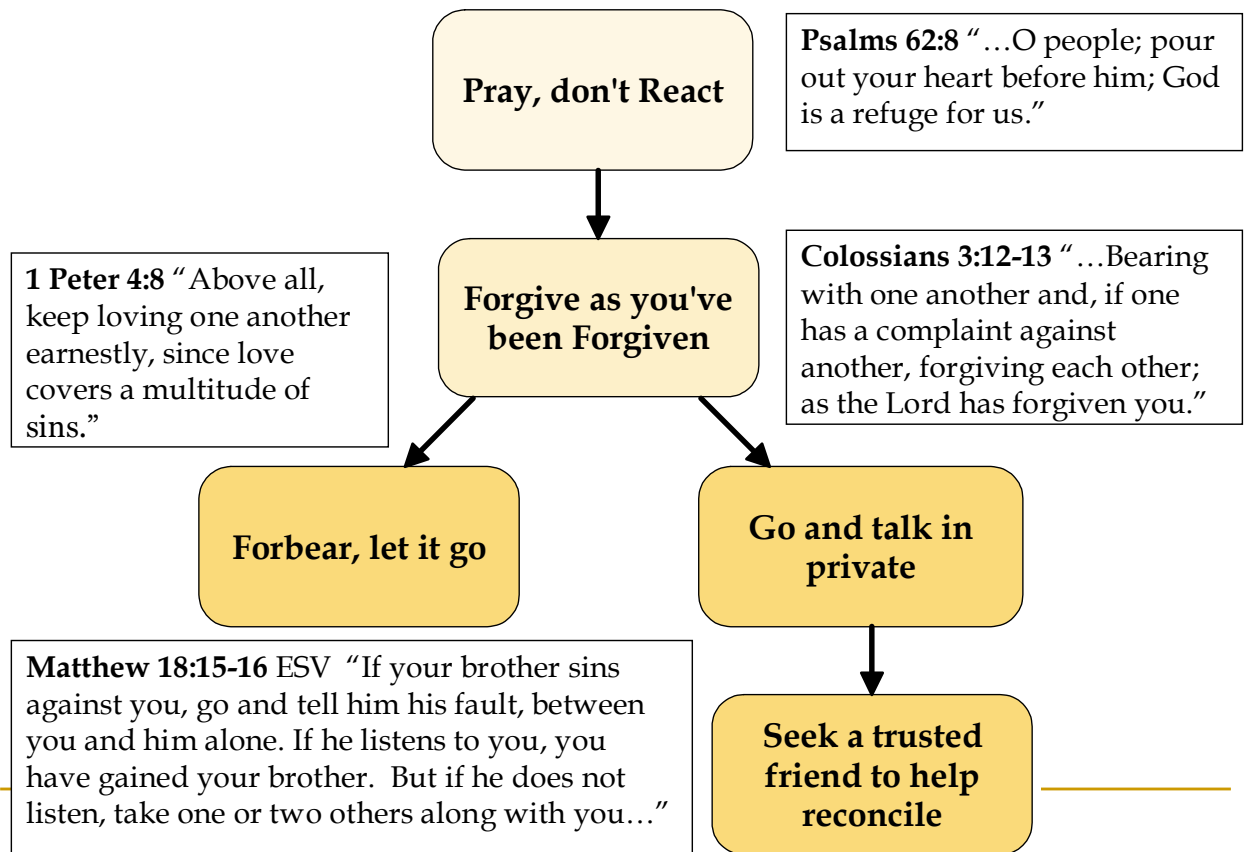 Pray, don't React
Psalms 62:8 “…O people; pour
out your heart before him; God
is a refuge for us.”
1 Peter 4:8 “Above all,
keep loving one another
earnestly, since love
covers a multitude of
sins.”
Forgive as you've
been Forgiven
Colossians 3:12-13 “…Bearing
with one another and, if one
has a complaint against
another, forgiving each other;
as the Lord has forgiven you.”
Forbear, let it go
Go and talk in
private
Matthew 18:15-16 ESV “If your brother sins
against you, go and tell him his fault, between
you and him alone. If he listens to you, you
have gained your brother. But if he does not
listen, take one or two others along with you…”
Seek a trusted
friend to help
reconcile